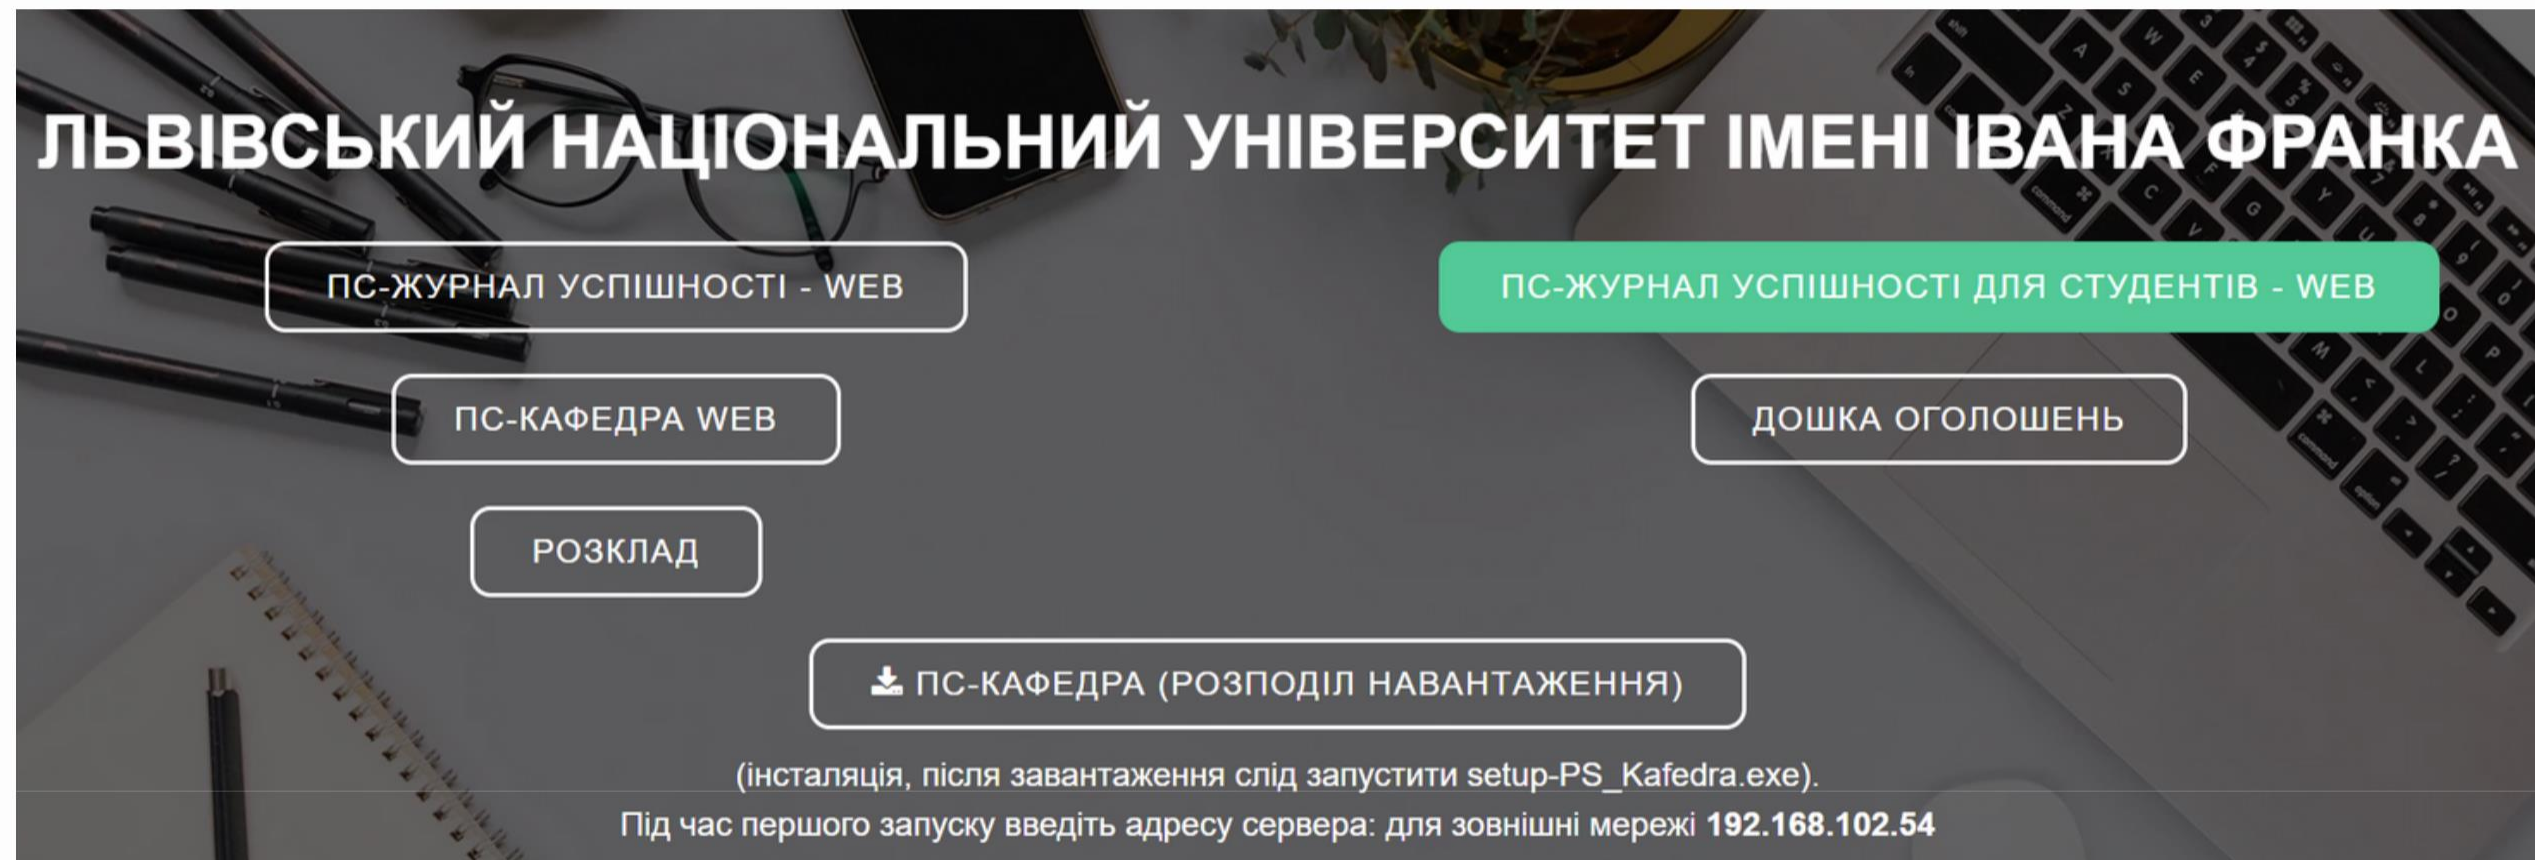 ЛЬВІВСЬКИЙ НАЦІОНАЛЬНИЙ УНІВЕРСИТЕТ ІМЕНІ ІВАНА ФРАНКА
ПС-ЖУРНАЛ УСПІШНОСТІ - WEB
ПС-ЖУРНАЛ УСПІШНОСТІ ДЛЯ СТУДЕНТІВ - WEB
ПС-КАФЕДРА WEB
ДОШКА ОГОЛОШЕНЬ
РОЗКЛАД
ПС-КАФЕДРА (РОЗПОДІЛ НАВАНТАЖЕННЯ)
(інсталяція, після завантаження слід запустити setup-PS_Kafedra.exe).
Під час першого запуску введіть адресу сервера: для зовнішні мережі 192.168.102.54